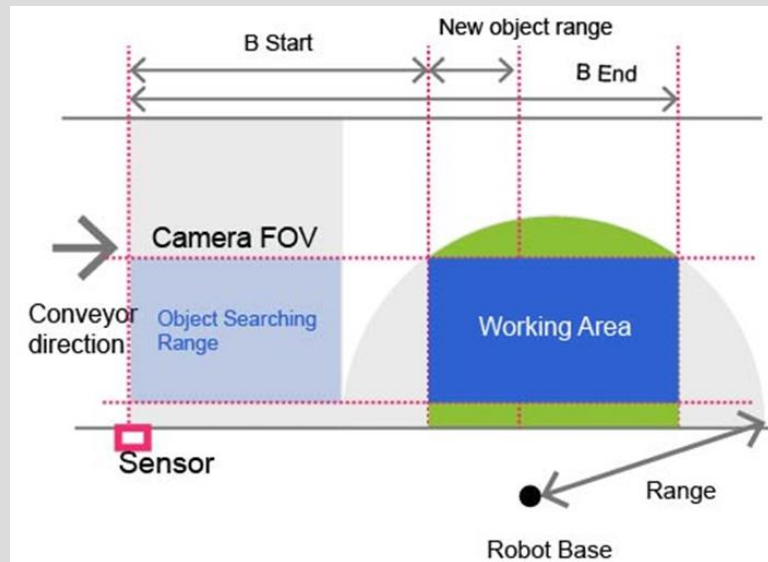 New object range
B Start
B End
Camera FOV
Conveyor
direction
Object Searching
Range
Working Area
Sensor
Range
Robot Base